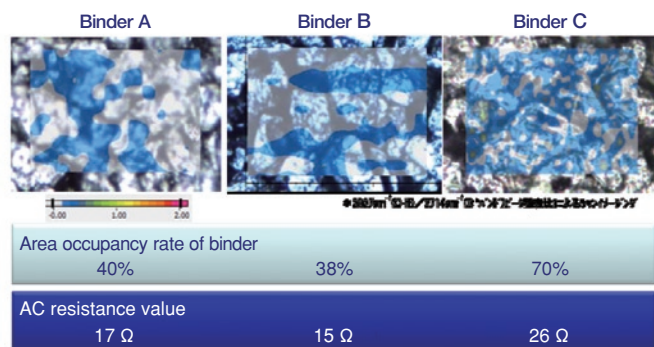 Binder A Binder B Binder C
-0.00 1.00 2.00
Area occupancy rate of binder
40% 38% 70%
AC resistance value
17 Ω 15 Ω 26 Ω